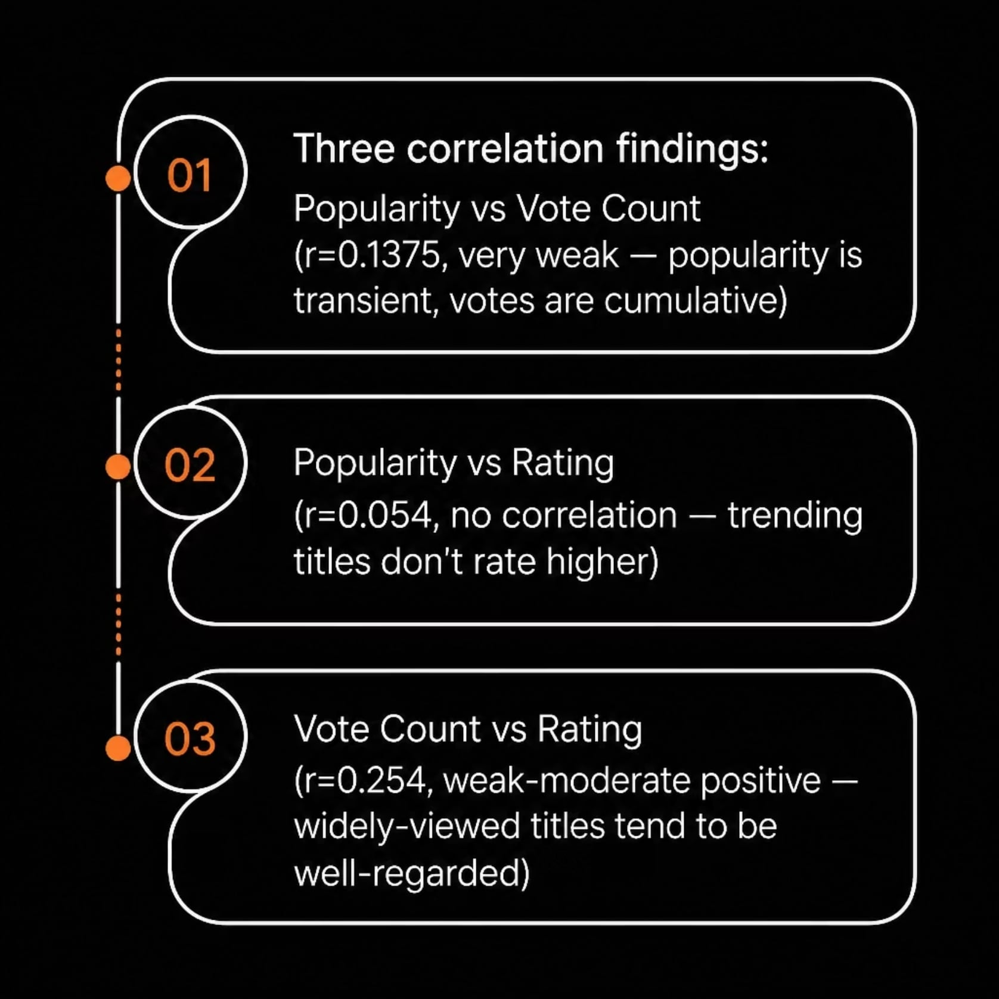 01
Three correlation findings:
Popularity vs Vote Count
(r=0.1375, very weak — popularity is
transient, votes are cumulative)
02
Popularity vs Rating
(r=0.054, no correlation — trending
titles don't rate higher)
03
Vote Count vs Rating
(r=0.254, weak-moderate positive —
widely-viewed titles tend to be
well-regarded)